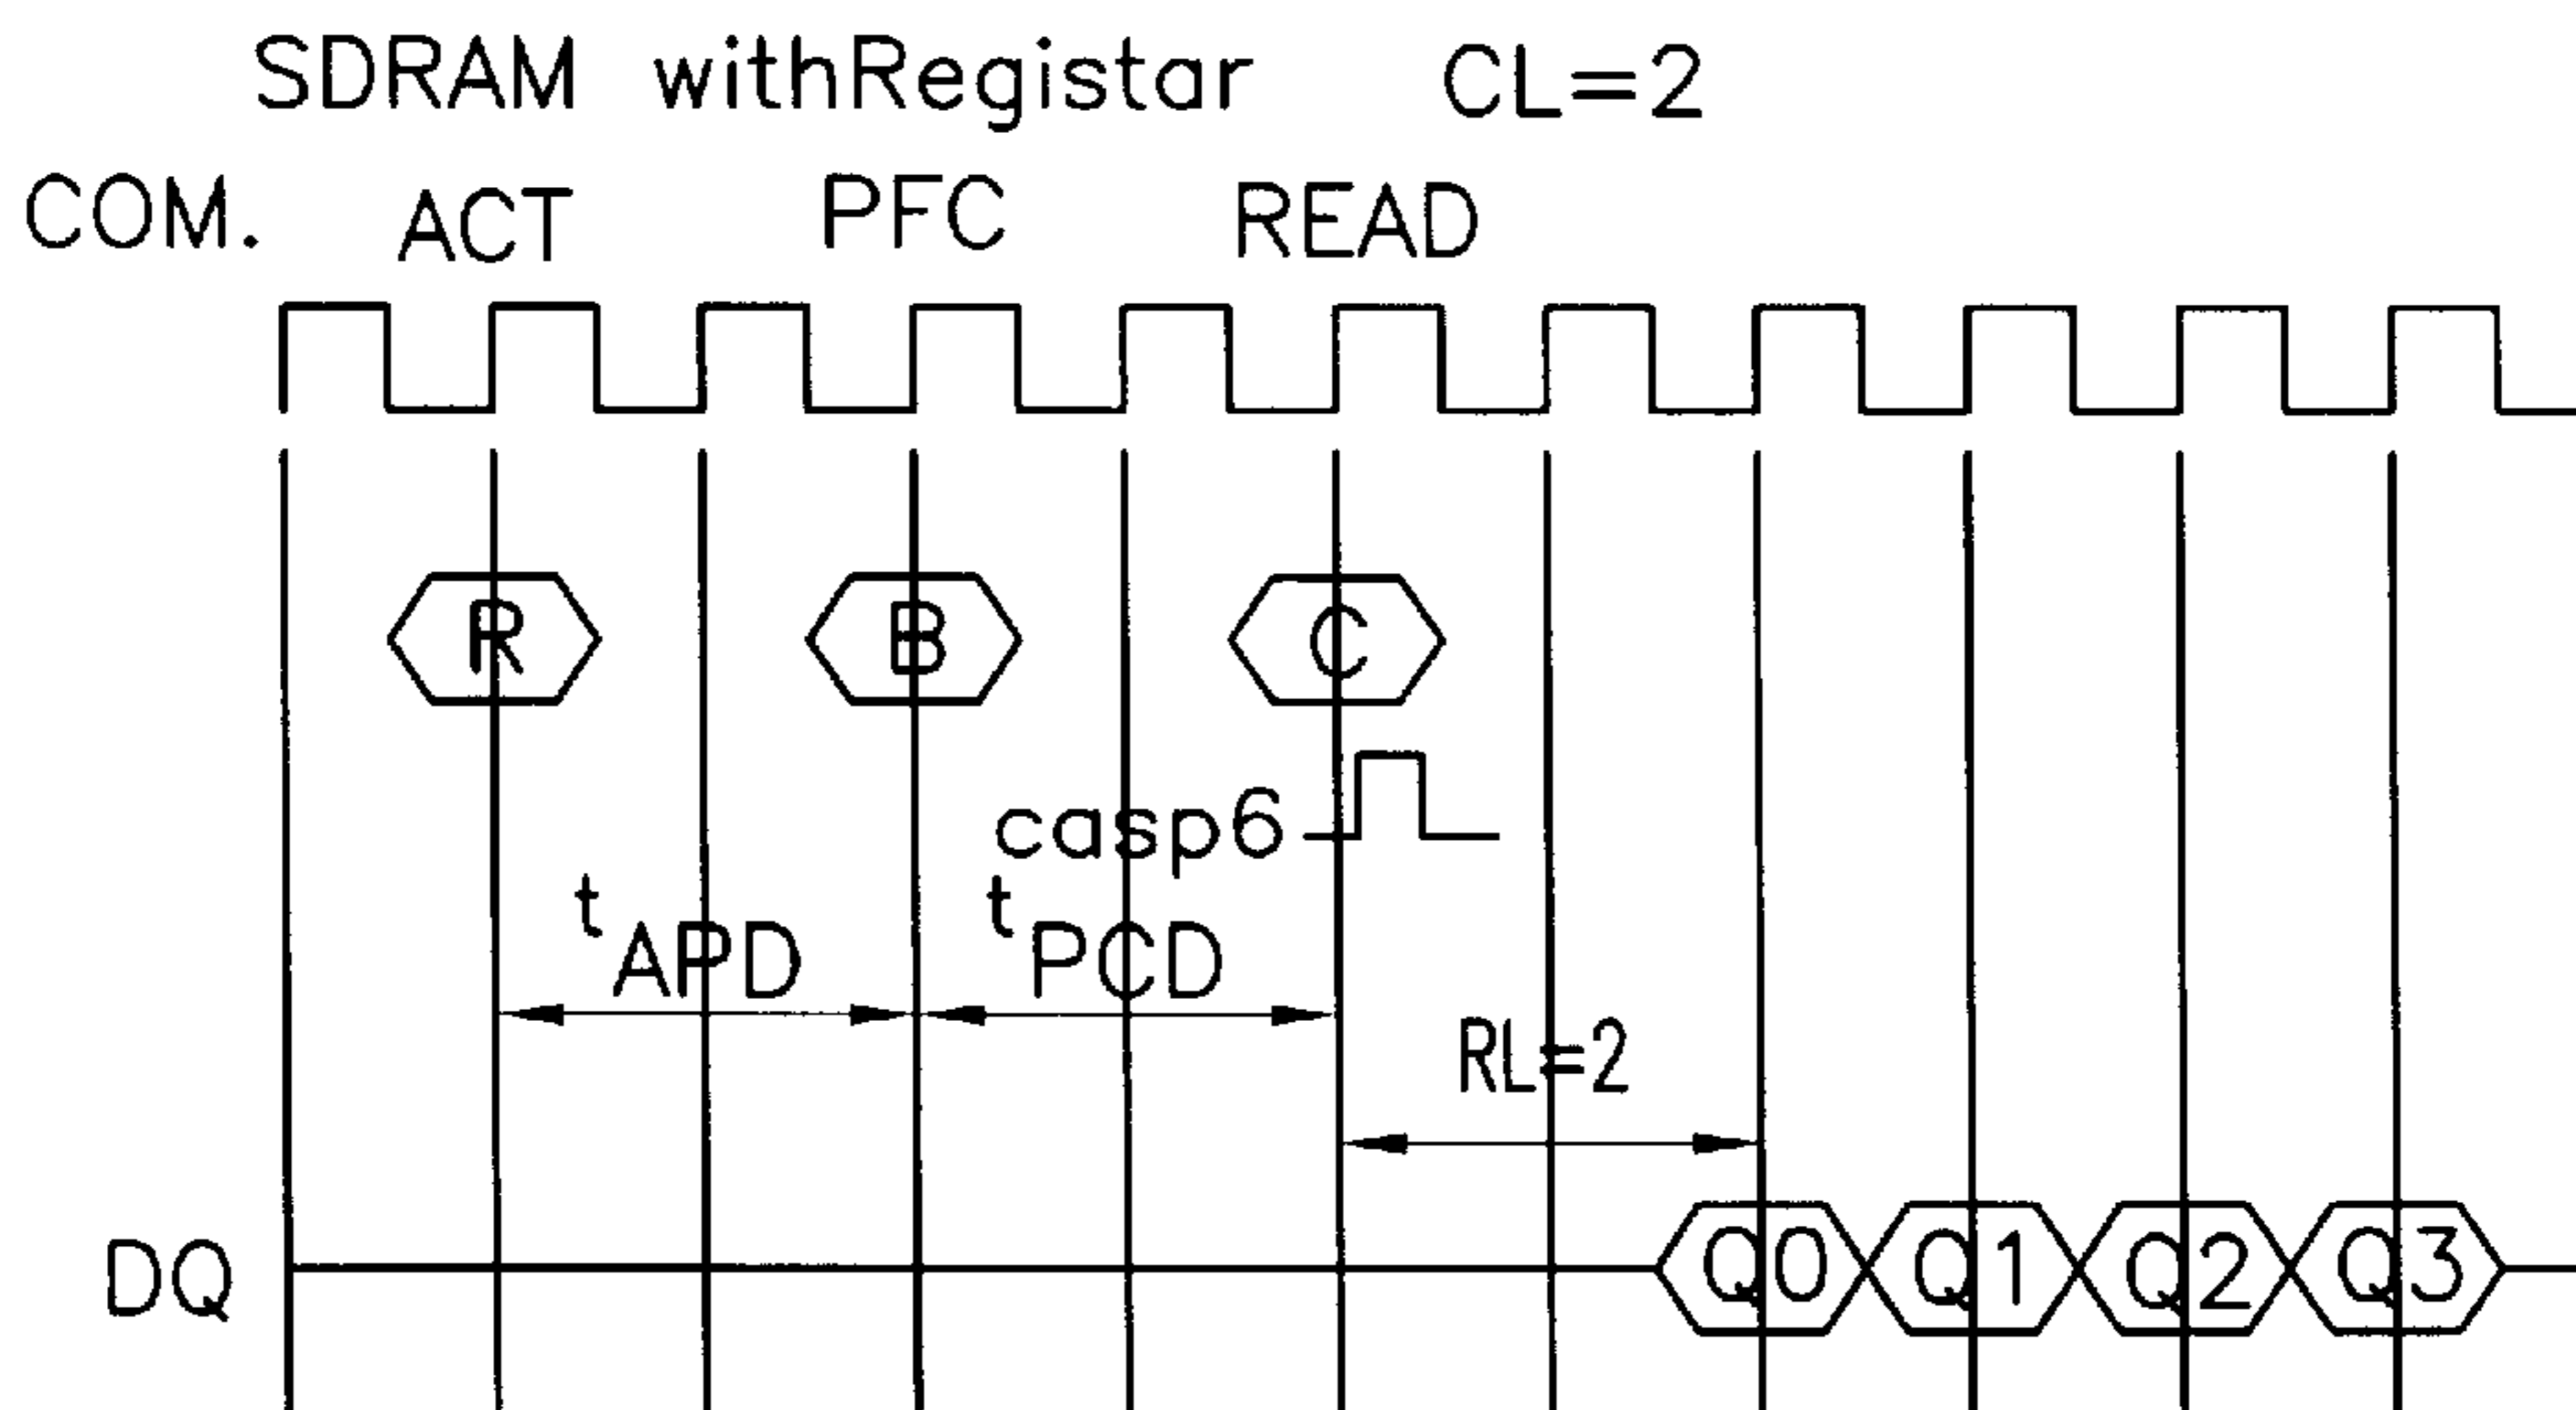 SDRAM withRegistar CL=2
COM. ACT PFC READ
R B C
casp6
tAPD tPCD
RL=2
DQ Q0 Q1 Q2 Q3